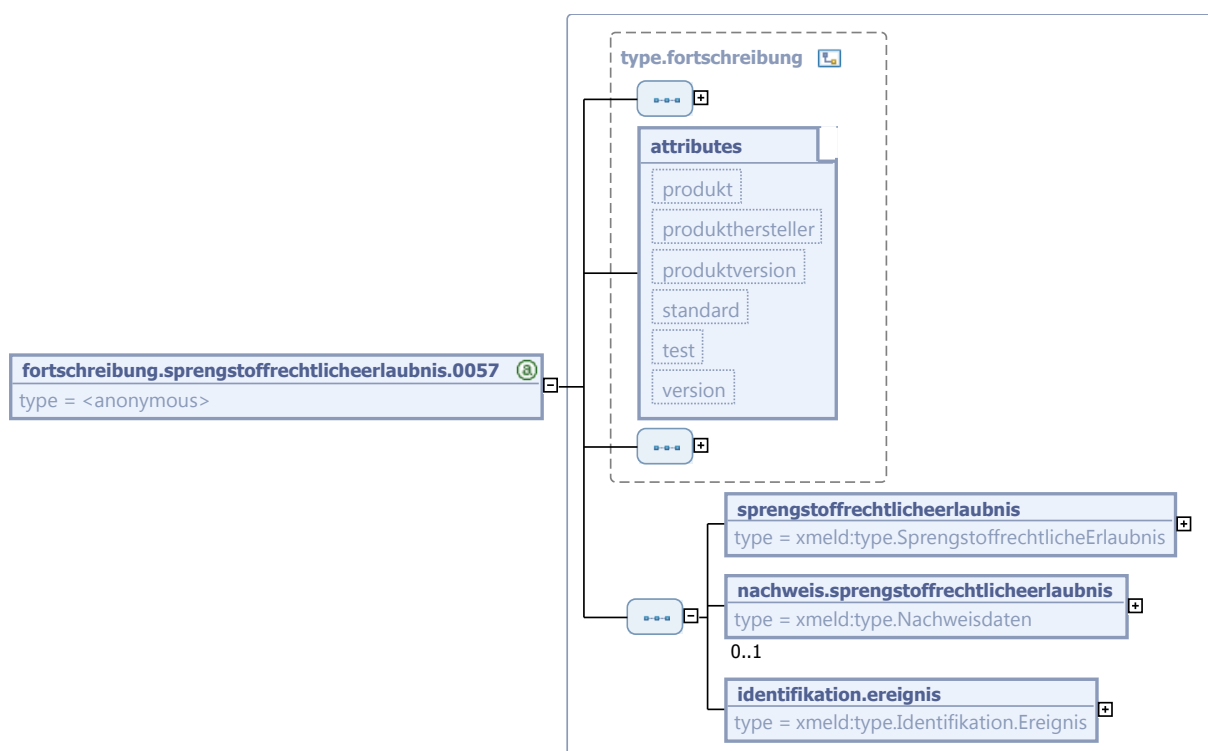 type.fortschreibung
attributes
produkt
produkthersteller
produktversion
standard
test
version
fortschreibung.sprengstoffrechtlicheerlaubnis.0057 @
type = <anonymous>
sprengstoffrechtlicheerlaubnis
type = xmeld:type.SprengstoffrechtlicheErlaubnis
nachweis.sprengstoffrechtlicheerlaubnis
type = xmeld:type.Nachweisdaten
0..1
identifikation.ereignis
type = xmeld:type.Identifikation.Ereignis